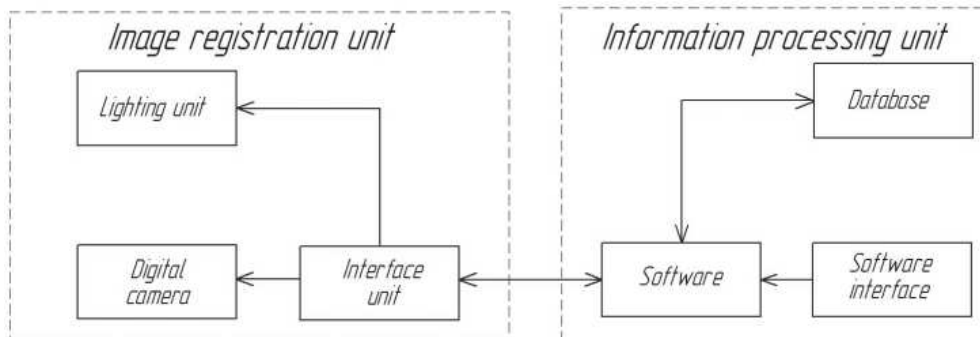 Image registration unit
Information processing unit
Lighting unit
Database
Digital
camera
Interface
unit
Software
Software
interface